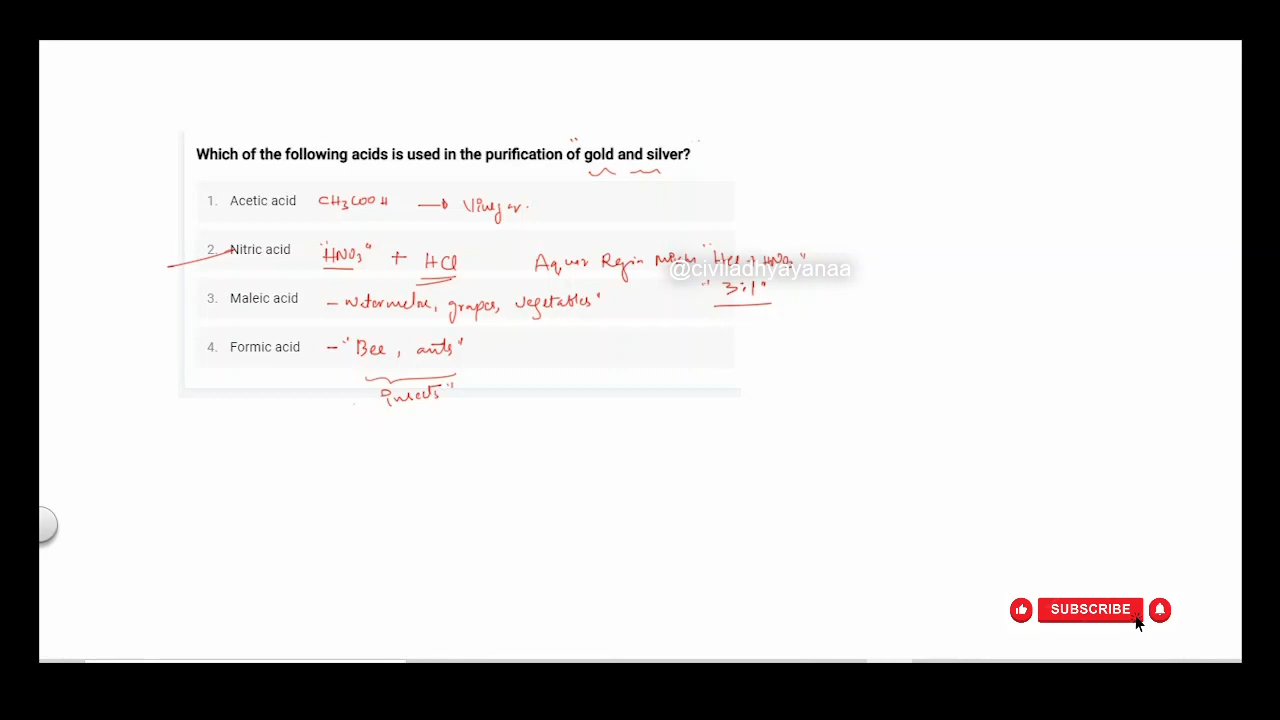 Which of the following acids is used in the purification of gold and silver?
1. Acetic acid CH3COOH → Vinegar.
2. Nitric acid "HNO3" + HCl Aqua Regia "HCl + HNO3"
@civiladhyayanaa
"3:1"
3. Maleic acid - watermelon, grapes, vegetables"
4. Formic acid - "Bee, ants"
insects"
SUBSCRIBE